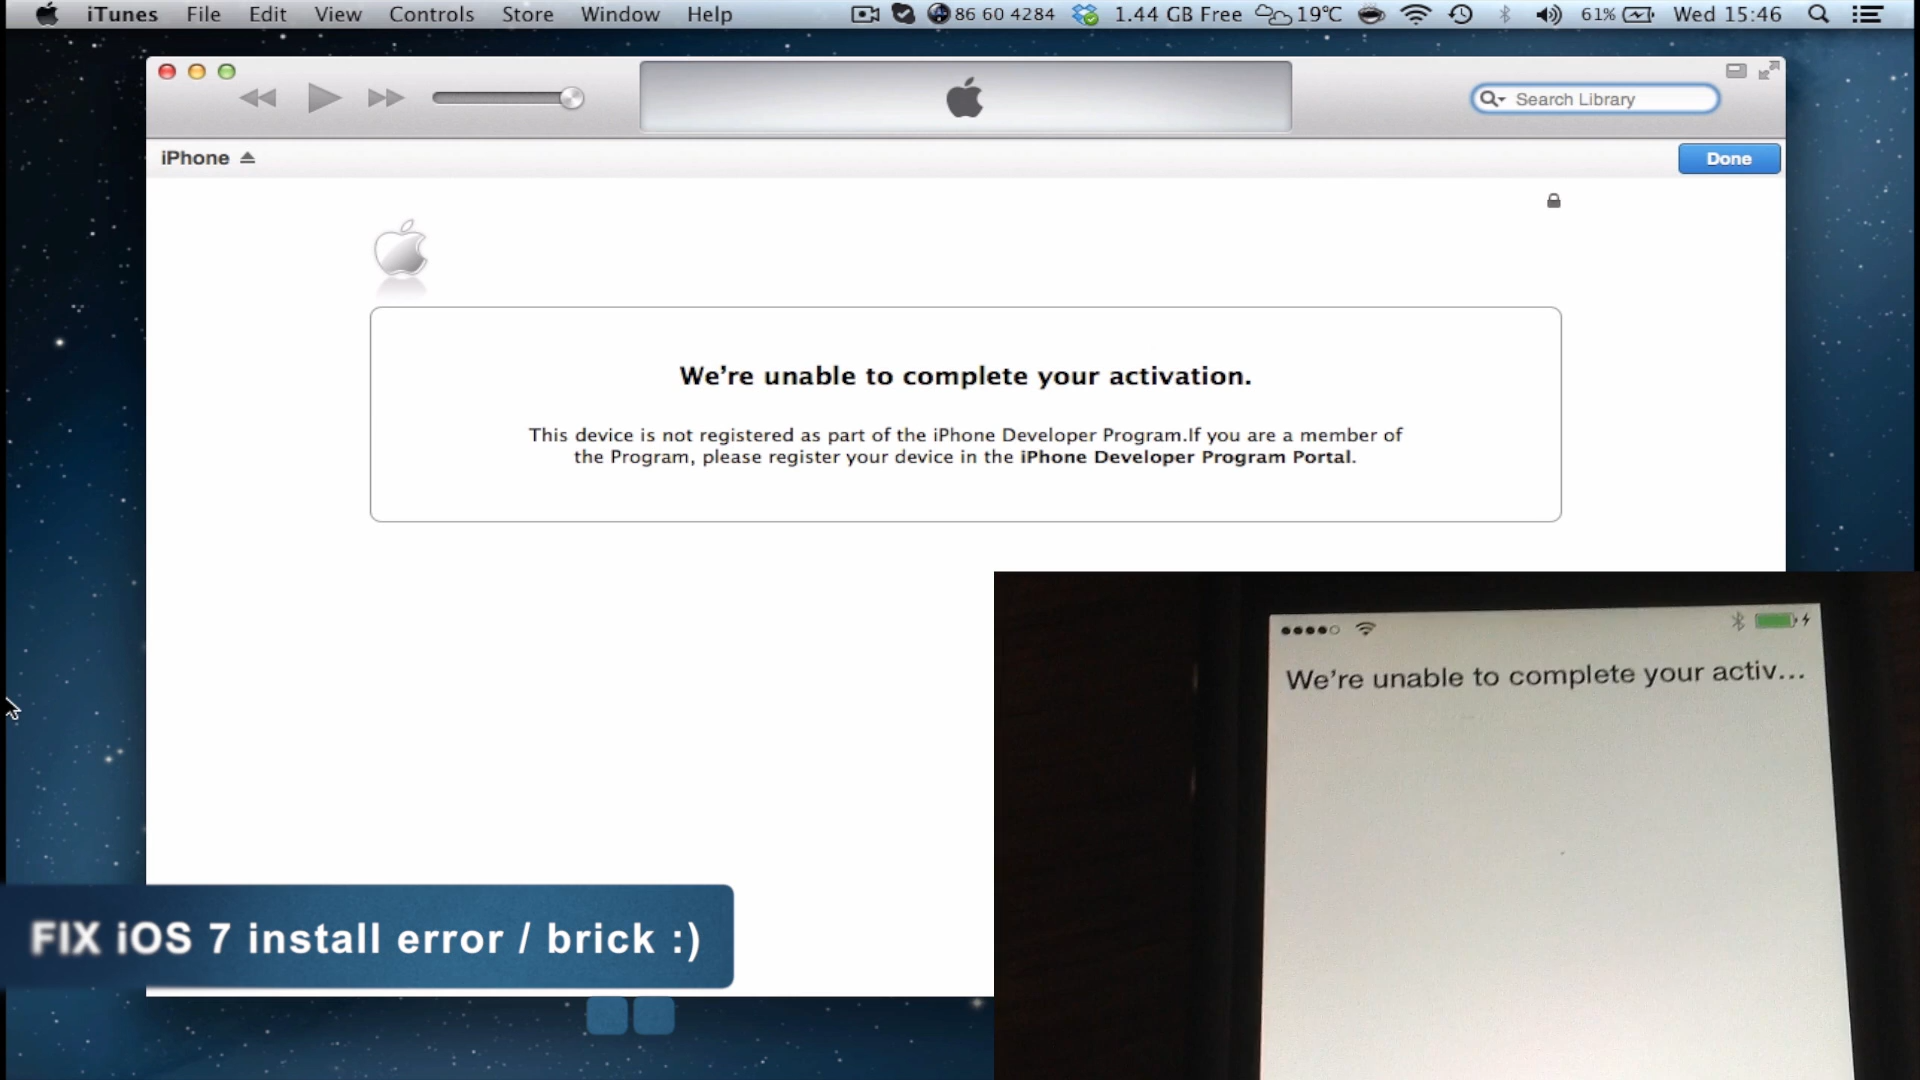 iTunes File Edit View Controls Store Window Help 86 60 4284 1.44 GB Free 19°C 61% Wed 15:46
Search Library
iPhone
Done
We're unable to complete your activation.
This device is not registered as part of the iPhone Developer Program.If you are a member of
the Program, please register your device in the iPhone Developer Program Portal.
We're unable to complete your activ...
FIX iOS 7 install error / brick :)